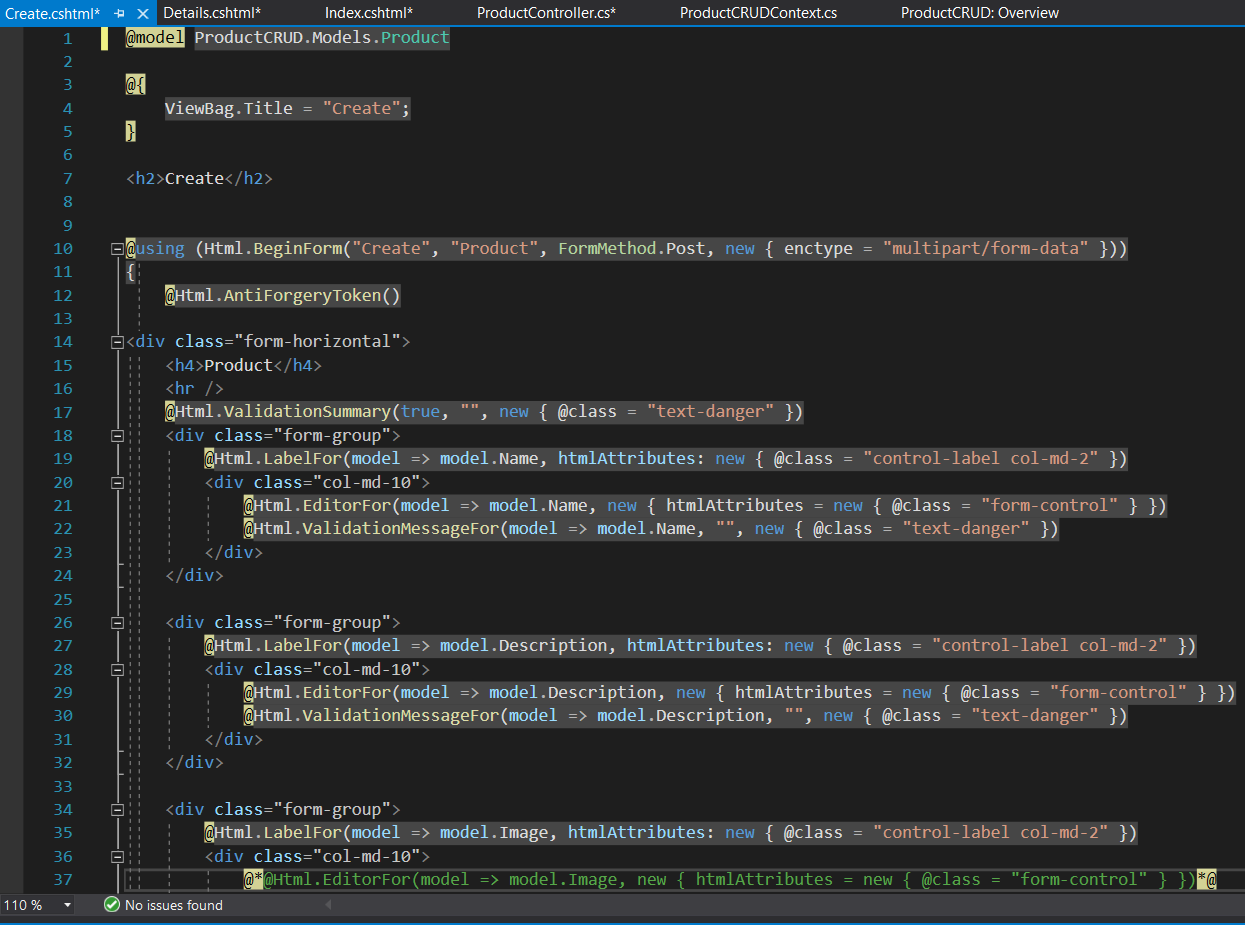 Create.cshtml* Details.cshtml* Index.cshtml* ProductController.cs* ProductCRUDContext.cs ProductCRUD: Overview
1 @model ProductCRUD.Models.Product
2
3 @{
4 ViewBag.Title = "Create";
5 }
6
7 <h2>Create</h2>
8
9
10 @using (Html.BeginForm("Create", "Product", FormMethod.Post, new { enctype = "multipart/form-data" }))
11 {
12 @Html.AntiForgeryToken()
13
14 <div class="form-horizontal">
15 <h4>Product</h4>
16 <hr />
17 @Html.ValidationSummary(true, "", new { @class = "text-danger" })
18 <div class="form-group">
19 @Html.LabelFor(model => model.Name, htmlAttributes: new { @class = "control-label col-md-2" })
20 <div class="col-md-10">
21 @Html.EditorFor(model => model.Name, new { htmlAttributes = new { @class = "form-control" } })
22 @Html.ValidationMessageFor(model => model.Name, "", new { @class = "text-danger" })
23 </div>
24 </div>
25
26 <div class="form-group">
27 @Html.LabelFor(model => model.Description, htmlAttributes: new { @class = "control-label col-md-2" })
28 <div class="col-md-10">
29 @Html.EditorFor(model => model.Description, new { htmlAttributes = new { @class = "form-control" } })
30 @Html.ValidationMessageFor(model => model.Description, "", new { @class = "text-danger" })
31 </div>
32 </div>
33
34 <div class="form-group">
35 @Html.LabelFor(model => model.Image, htmlAttributes: new { @class = "control-label col-md-2" })
36 <div class="col-md-10">
37 @*@Html.EditorFor(model => model.Image, new { htmlAttributes = new { @class = "form-control" } })*@
110 % No issues found